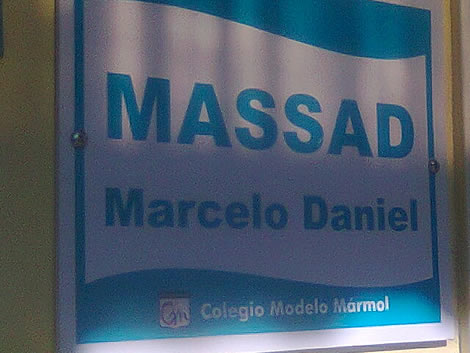 MASSAD
Marcelo Daniel
Colegio Modelo Mármol